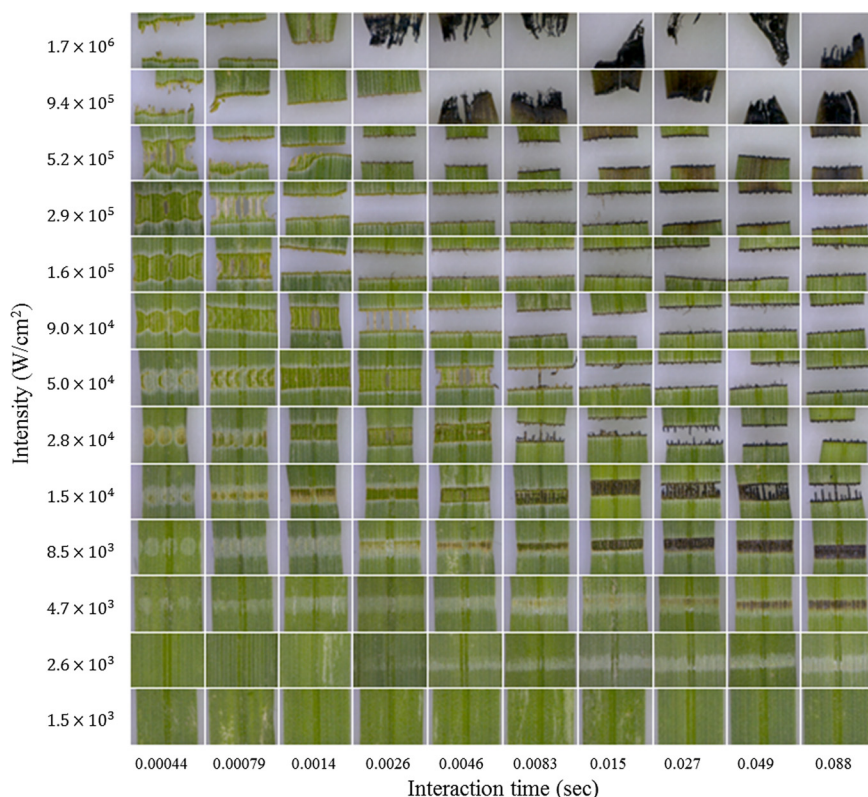 1.7 × 10⁶
9.4 × 10⁵
5.2 × 10⁵
2.9 × 10⁵
1.6 × 10⁵
9.0 × 10⁴
5.0 × 10⁴
2.8 × 10⁴
1.5 × 10⁴
8.5 × 10³
4.7 × 10³
2.6 × 10³
1.5 × 10³
Intensity (W/cm²)
0.00044 0.00079 0.0014 0.0026 0.0046 0.0083 0.015 0.027 0.049 0.088
Interaction time (sec)